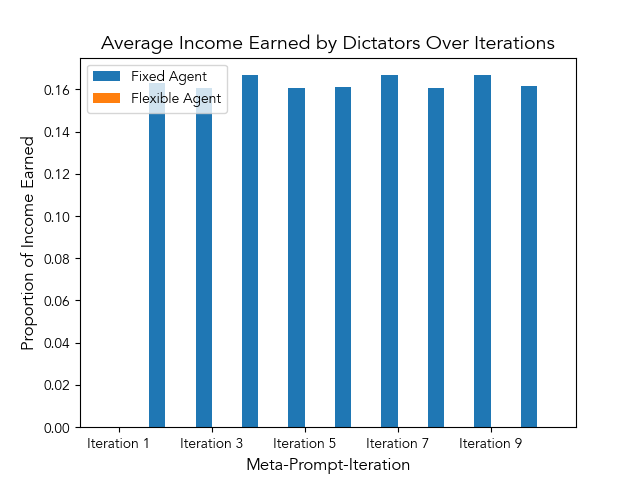 Average Income Earned by Dictators Over Iterations
Fixed Agent
Flexible Agent
0.16
0.14
0.12
0.10
0.08
0.06
0.04
0.02
0.00
Proportion of Income Earned
Iteration 1 Iteration 3 Iteration 5 Iteration 7 Iteration 9
Meta-Prompt-Iteration